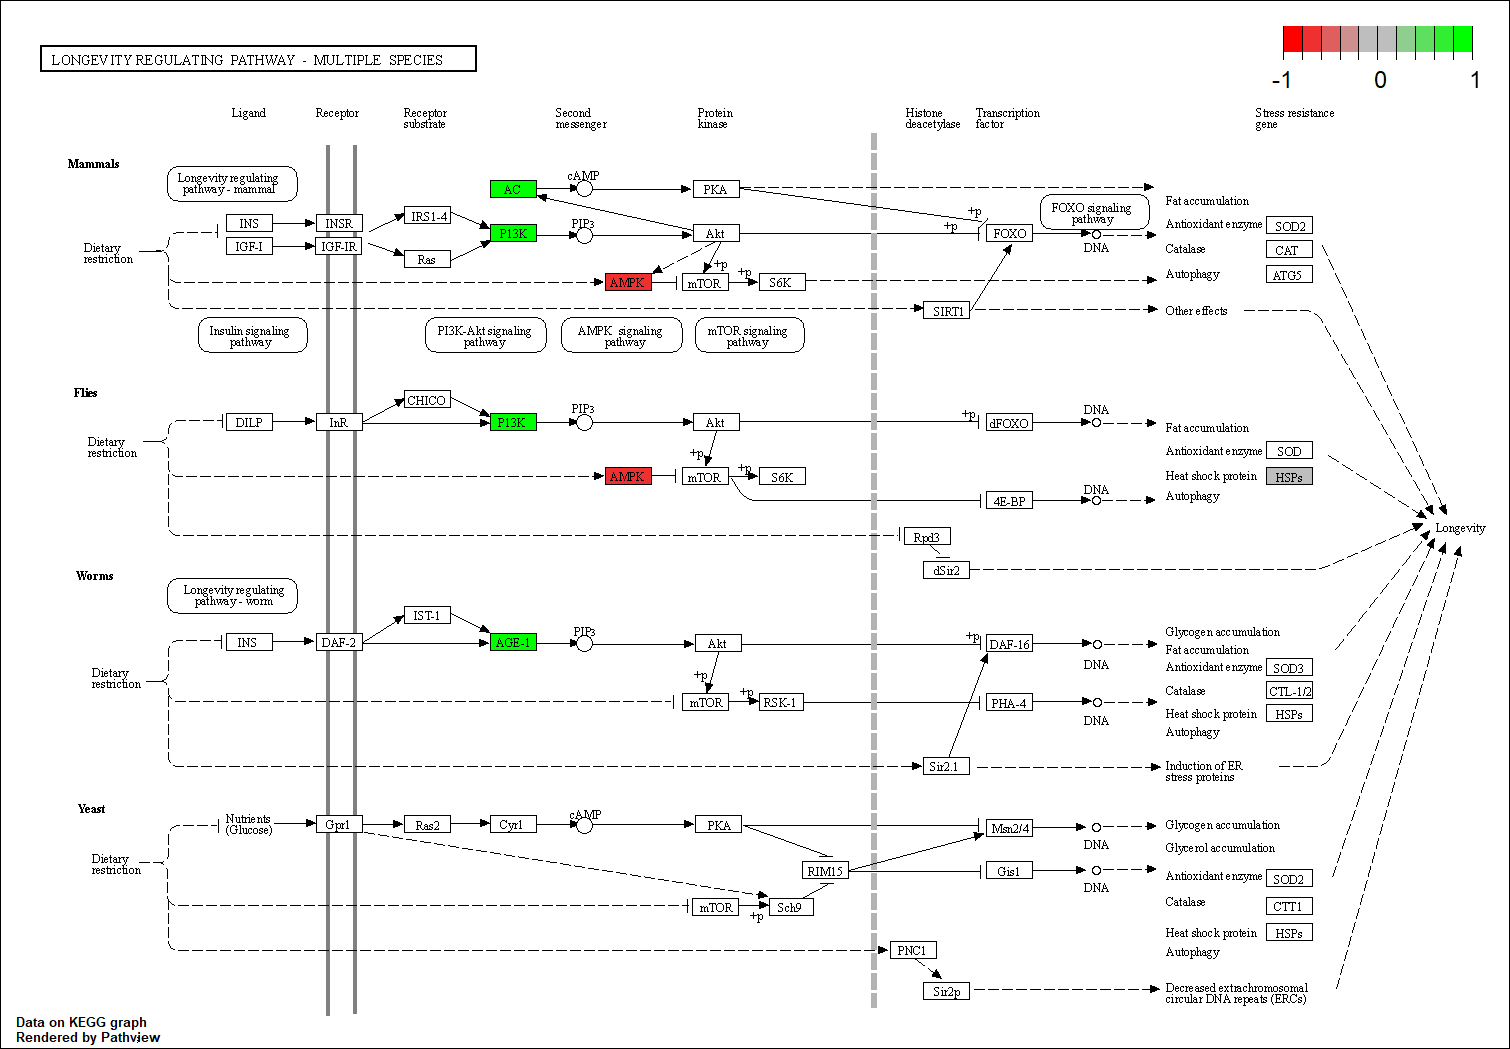 LONGEVITY REGULATING PATHWAY - MULTIPLE SPECIES
-1 0 1
Ligand
Receptor
Receptor
substrate
Second
messenger
Protein
kinase
Histone
deacetylase
Transcription
factor
Stress resistance
gene
Mammals
Longevity regulating
pathway - mammal
AC
cAMP
PKA
INS
INSR
IRS1-4
IGF-I
IGF-IR
Ras
P13K
PIP3
Akt
+p
+p
FOXO
FOXO signaling
pathway
DNA
Dietary
restriction
AMPK
mTOR
+p
+p
S6K
SIRT1
Fat accumulation
Antioxidant enzyme
SOD2
Catalase
CAT
Autophagy
ATG5
Other effects
Insulin signaling
pathway
PI3K-Akt signaling
pathway
AMPK signaling
pathway
mTOR signaling
pathway
Flies
DILP
InR
CHICO
P13K
PIP3
Akt
+p
dFOXO
DNA
Dietary
restriction
AMPK
+p
mTOR
+p
S6K
4E-BP
DNA
Rpd3
dSir2
Fat accumulation
Antioxidant enzyme
SOD
Heat shock protein
HSPs
Autophagy
Longevity
Worms
Longevity regulating
pathway - worm
INS
DAF-2
IST-1
AGE-1
PIP3
Akt
+p
DAF-16
DNA
Dietary
restriction
+p
mTOR
+p
RSK-1
PHA-4
DNA
Sir2.1
Glycogen accumulation
Fat accumulation
Antioxidant enzyme
SOD3
Catalase
CTL-1/2
Heat shock protein
HSPs
Autophagy
Induction of ER
stress proteins
Yeast
Nutrients
(Glucose)
Gpr1
Ras2
Cyr1
cAMP
PKA
Msn2/4
DNA
Dietary
restriction
RIM15
Gis1
DNA
mTOR
+p
Sch9
PNC1
Sir2p
Glycogen accumulation
Glycerol accumulation
Antioxidant enzyme
SOD2
Catalase
CTT1
Heat shock protein
HSPs
Autophagy
Decreased extrachromosomal
circular DNA repeats (ERCs)
Data on KEGG graph
Rendered by Pathview